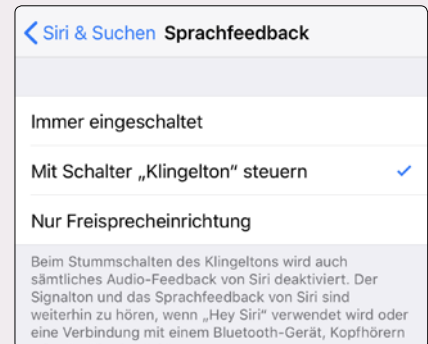 Siri & Suchen Sprachfeedback
Immer eingeschaltet
Mit Schalter „Klingelton“ steuern
Nur Freisprecheinrichtung
Beim Stummschalten des Klingeltons wird auch
sämtliches Audio-Feedback von Siri deaktiviert. Der
Signalton und das Sprachfeedback von Siri sind
weiterhin zu hören, wenn „Hey Siri“ verwendet wird oder
eine Verbindung mit einem Bluetooth-Gerät, Kopfhörern